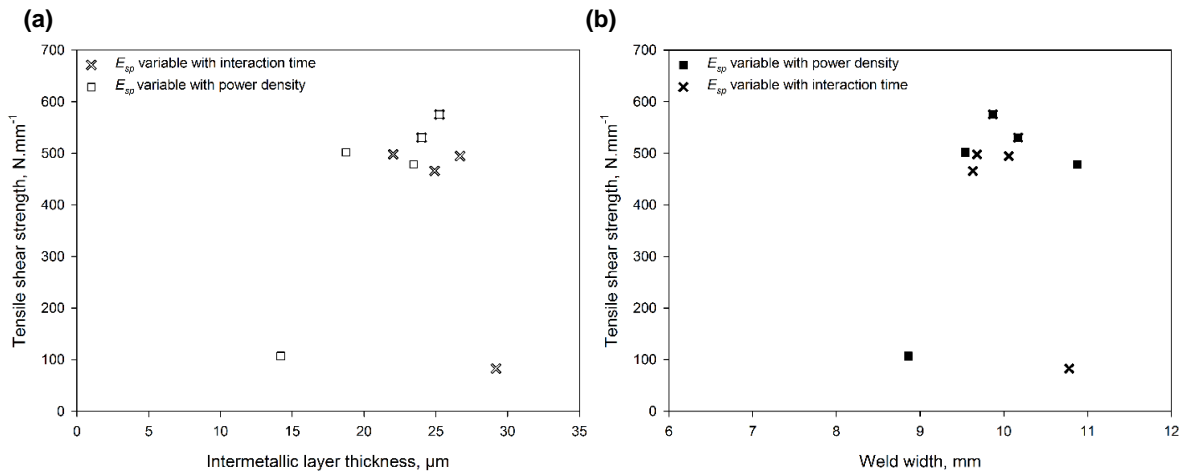 (a)
700
600
500
400
300
200
100
0
Tensile shear strength, N.mm⁻¹
E_sp variable with interaction time
E_sp variable with power density
0 5 10 15 20 25 30 35
Intermetallic layer thickness, µm
(b)
700
600
500
400
300
200
100
0
Tensile shear strength, N.mm⁻¹
E_sp variable with power density
E_sp variable with interaction time
6 7 8 9 10 11 12
Weld width, mm